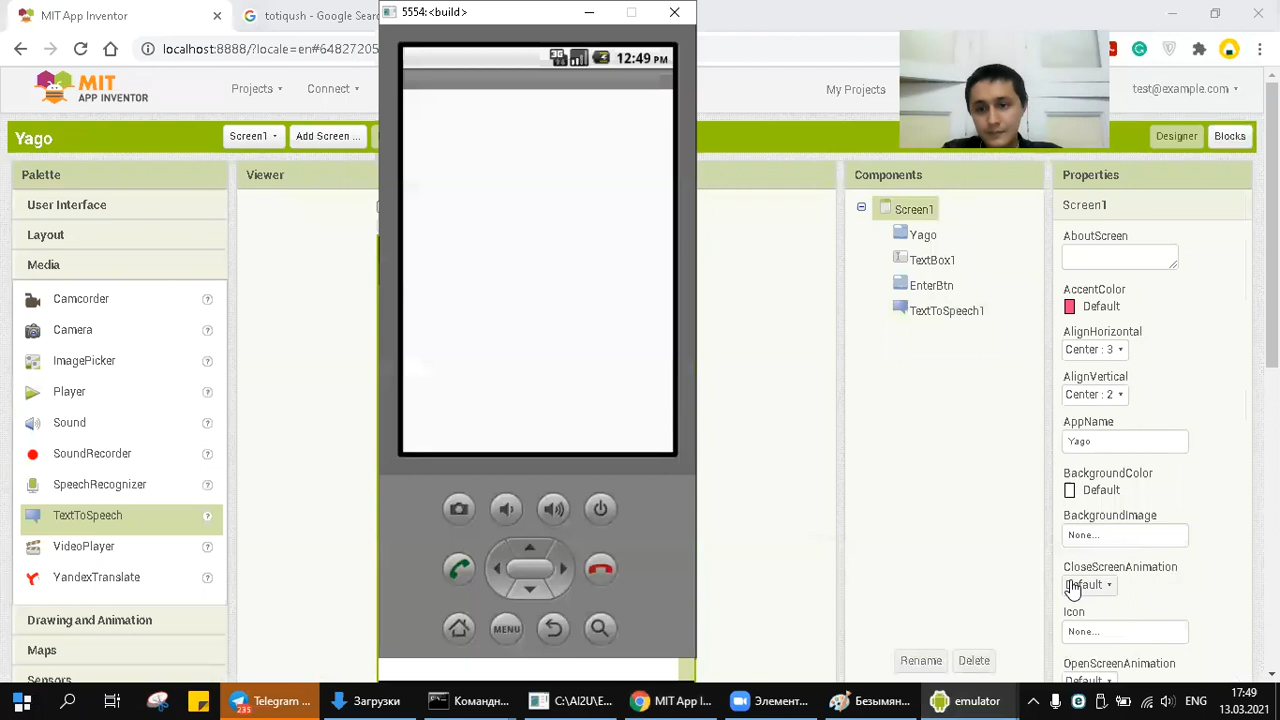 MIT App Inventor
totiqush - Google Search
5554:<build>
localhost:8888/?locale=en#64827205
MIT
APP INVENTOR
Projects
Connect
My Projects
test@example.com
3G
12:49 PM
Yago
Screen1
Add Screen ...
Designer
Blocks
Palette
Viewer
Components
Properties
User Interface
Layout
Media
Camcorder
Camera
ImagePicker
Player
Sound
SoundRecorder
SpeechRecognizer
TextToSpeech
VideoPlayer
YandexTranslate
Drawing and Animation
Maps
Sensors
MENU
Screen1
Yago
TextBox1
EnterBtn
TextToSpeech1
Rename
Delete
Screen1
AboutScreen
AccentColor
Default
AlignHorizontal
Center : 3
AlignVertical
Center : 2
AppName
Yago
BackgroundColor
Default
BackgroundImage
None...
CloseScreenAnimation
Default
Icon
None...
OpenScreenAnimation
Default
Telegram
235
Загрузки
Командн...
C:\AI2U\E...
MIT App I...
Элемент...
Безымян...
emulator
ENG
17:49
13.03.2021